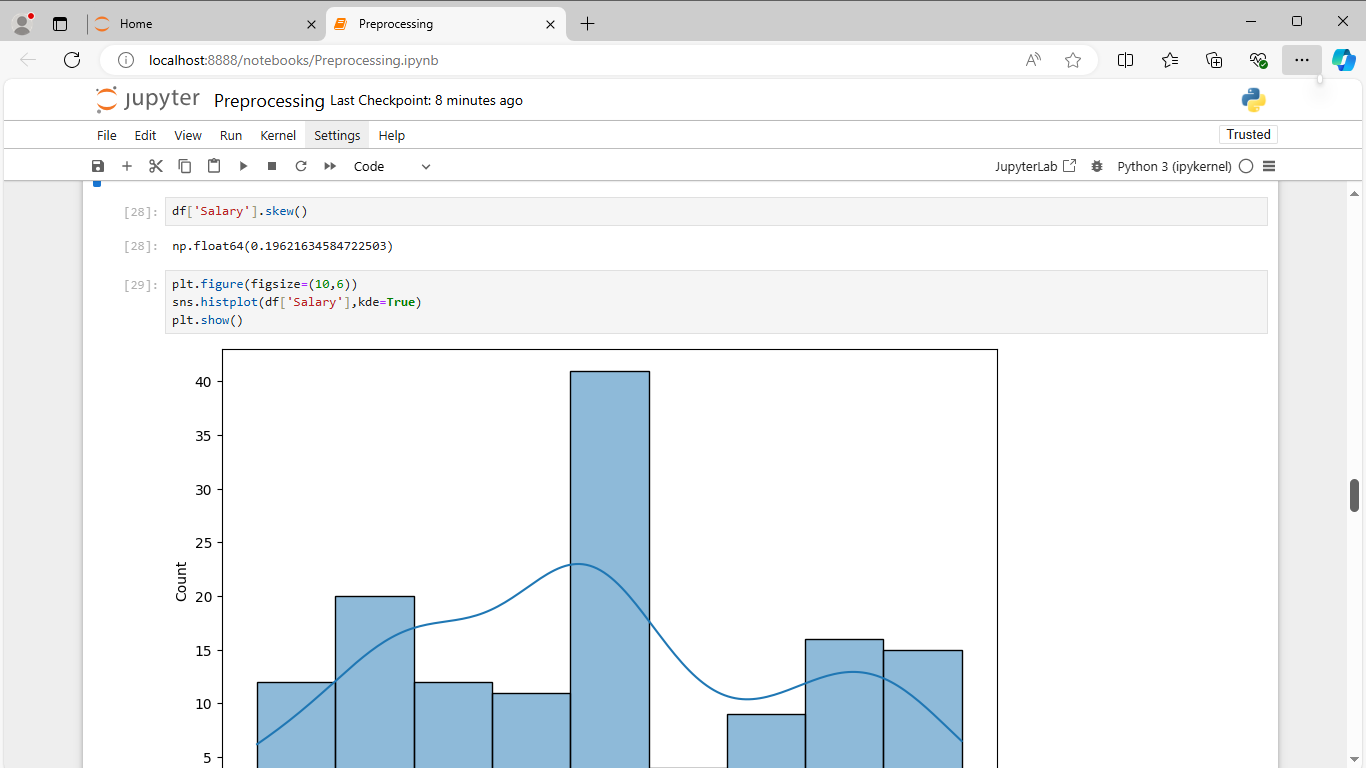 Home
Preprocessing
localhost:8888/notebooks/Preprocessing.ipynb
jupyter Preprocessing Last Checkpoint: 8 minutes ago
File Edit View Run Kernel Settings Help
Trusted
Code
JupyterLab
Python 3 (ipykernel)
[28]: df['Salary'].skew()
[28]: np.float64(0.19621634584722503)
[29]: plt.figure(figsize=(10,6))
sns.histplot(df['Salary'],kde=True)
plt.show()
40
35
30
25
20
15
10
5
Count